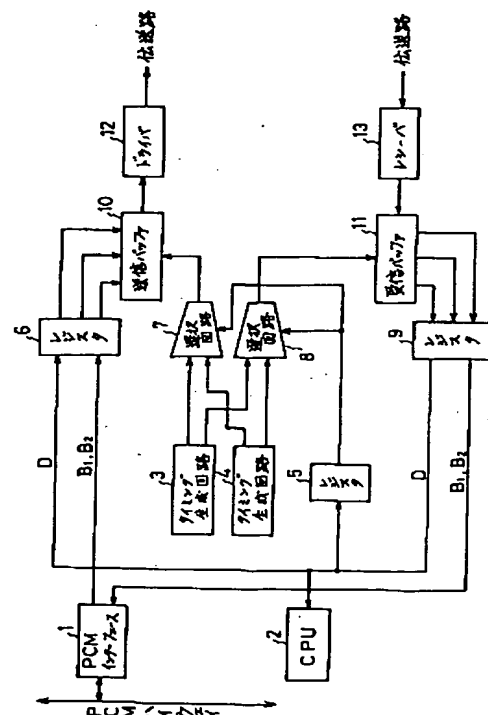 PCMハイウェイ
1
PCM
インターフェース
2
CPU
D
B1, B2
6
レジスタ
3
タイミング
生成回路
4
タイミング
生成回路
5
レジスタ
7
選択
回路
8
選択
回路
10
送信バッファ
12
ドライバ
伝送路
11
受信バッファ
13
レシーバ
伝送路
9
レジスタ
D
B1, B2